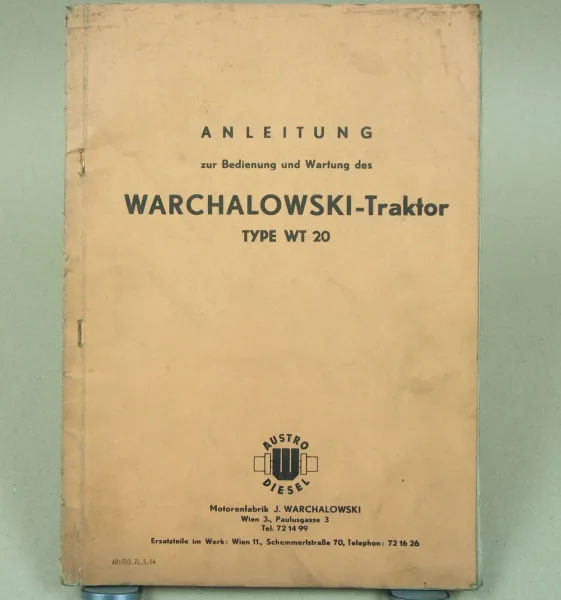 ANLEITUNG
zur Bedienung und Wartung des
WARCHALOWSKI-Traktor
TYPE WT 20
AUSTRO
W
DIESEL
Motorenfabrik J. WARCHALOWSKI
Wien 3., Paulusgasse 3
Tel. 72 14 99
Ersatzteile im Werk: Wien 11., Schemmerlstraße 70, Telephon: 72 16 26